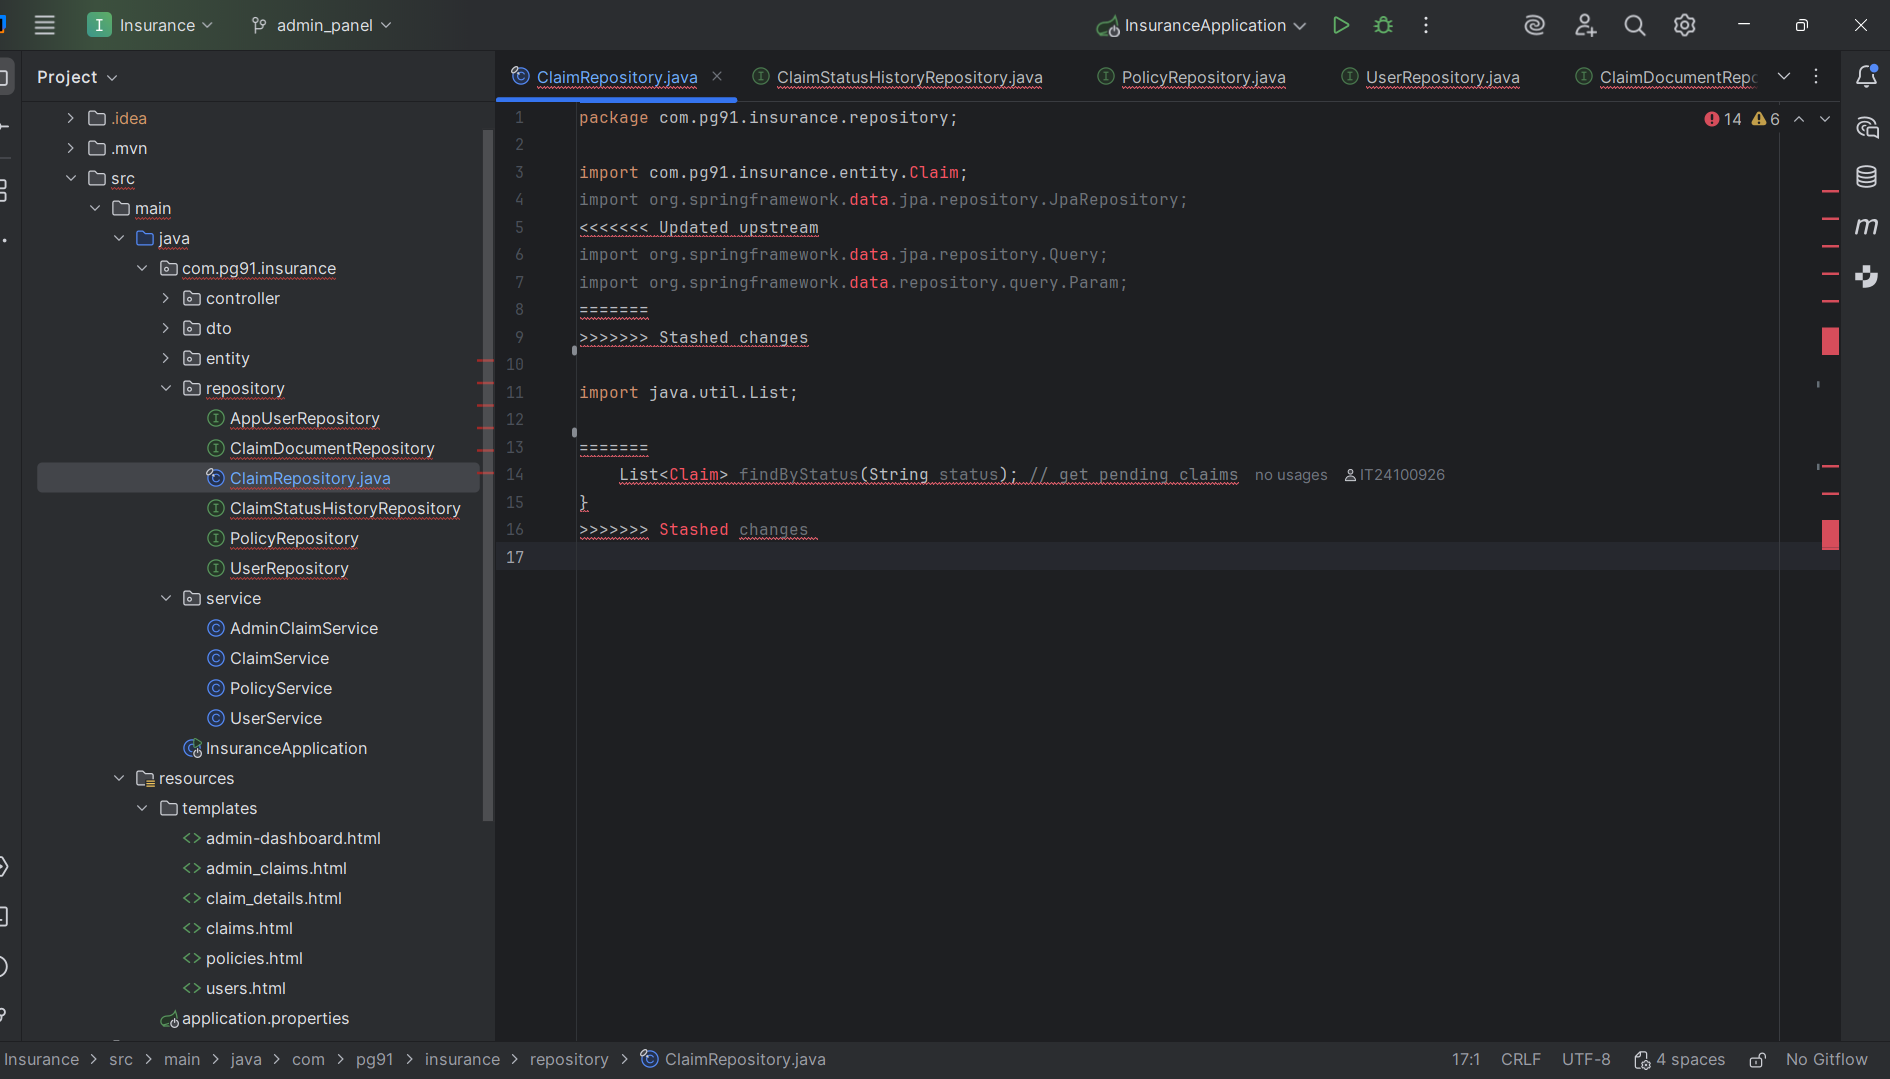 I Insurance admin_panel InsuranceApplication
Project
ClaimRepository.java ClaimStatusHistoryRepository.java PolicyRepository.java UserRepository.java
14 6
.idea
.mvn
src
main
java
com.pg91.insurance
controller
dto
entity
repository
AppUserRepository
ClaimDocumentRepository
ClaimRepository.java
ClaimStatusHistoryRepository
PolicyRepository
UserRepository
service
AdminClaimService
ClaimService
PolicyService
UserService
InsuranceApplication
resources
templates
admin-dashboard.html
admin_claims.html
claim_details.html
claims.html
policies.html
users.html
application.properties
1 package com.pg91.insurance.repository;
2
3 import com.pg91.insurance.entity.Claim;
4 import org.springframework.data.jpa.repository.JpaRepository;
5 <<<<<<< Updated upstream
6 import org.springframework.data.jpa.repository.Query;
7 import org.springframework.data.repository.query.Param;
8 =======
9 >>>>>>> Stashed changes
10
11 import java.util.List;
12
13 =======
14 List<Claim> findByStatus(String status); // get pending claims no usages IT24100926
15 }
16 >>>>>>> Stashed changes
17
Insurance > src > main > java > com > pg91 > insurance > repository > ClaimRepository.java 17:1 CRLF UTF-8 4 spaces No Gitflow